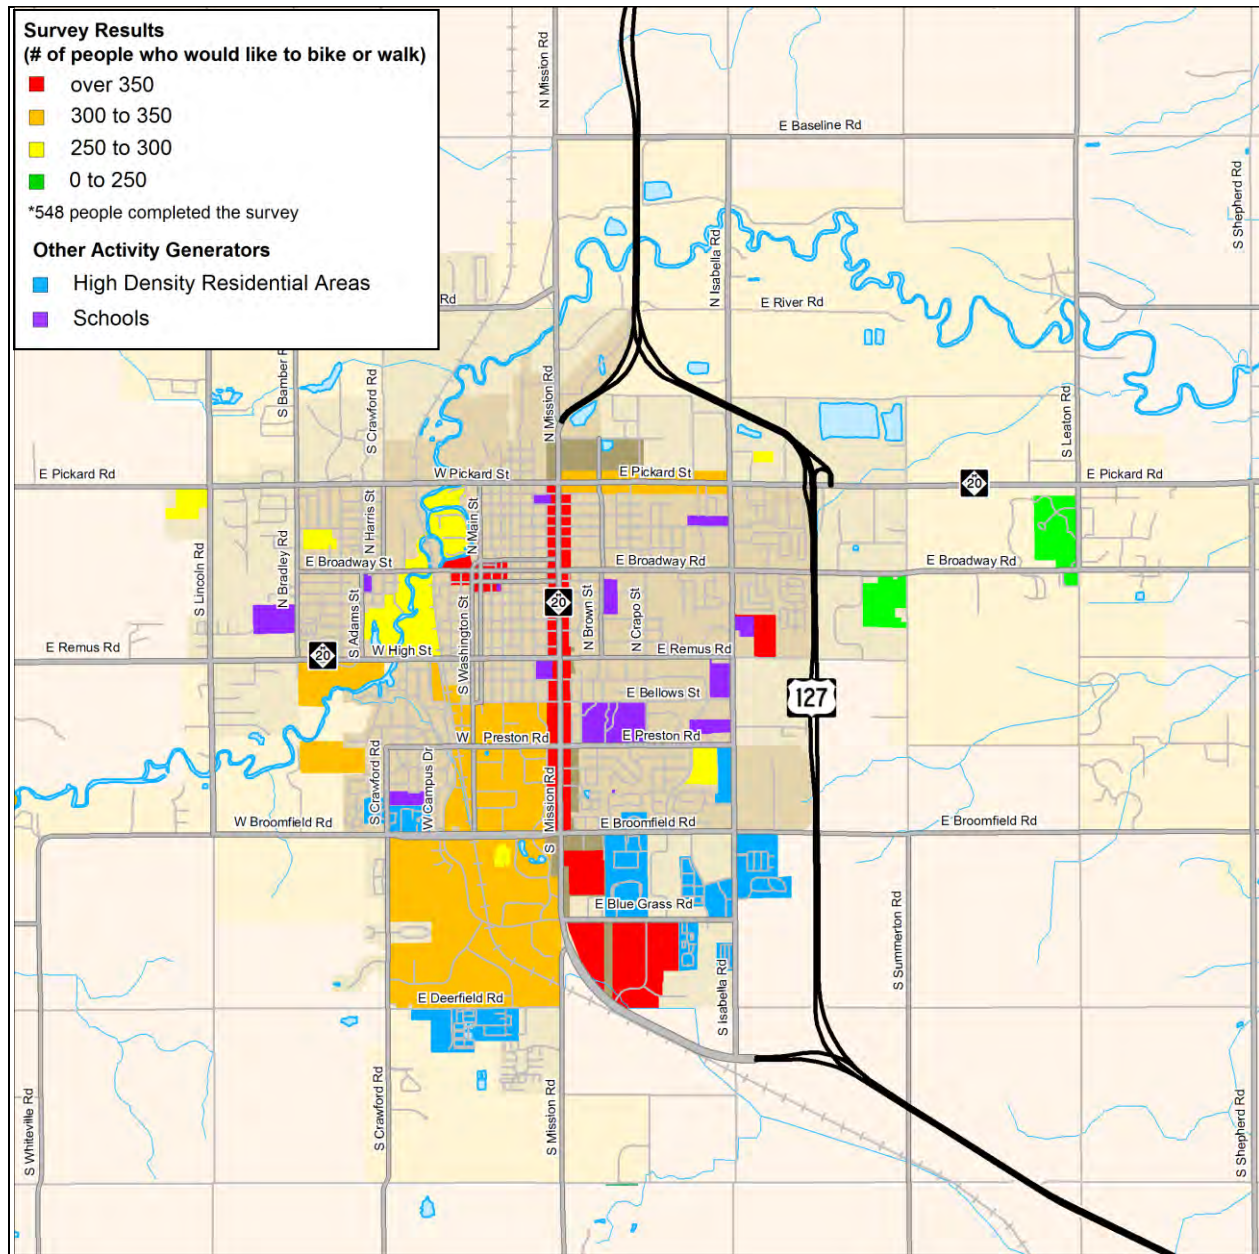 Survey Results
(# of people who would like to bike or walk)
over 350
300 to 350
250 to 300
0 to 250
*548 people completed the survey
Other Activity Generators
High Density Residential Areas
Schools
N Mission Rd
E Baseline Rd
S Shepherd Rd
N Isabella Rd
Rd
E River Rd
S Bamber R
S Crawford Rd
N Mission Rd
S Leaton Rd
E Pickard Rd
W Pickard St
E Pickard St
20
E Pickard Rd
N Harris St
N Main St
S Lincoln Rd
N Bradley Rd
E Broadway St
E Broadway Rd
E Broadway Rd
S Adams St
20
N Brown St
N Crapo St
S Washington St
E Remus Rd
20
W High St
E Remus Rd
E Bellows St
127
W Preston Rd
E Preston Rd
S Crawford Rd
W Campus Dr
S Mission Rd
W Broomfield Rd
E Broomfield Rd
E Broomfield Rd
E Blue Grass Rd
S Summerton Rd
E Deerfield Rd
S Isabella Rd
S Whiteville Rd
S Crawford Rd
S Mission Rd
S Shepherd Rd